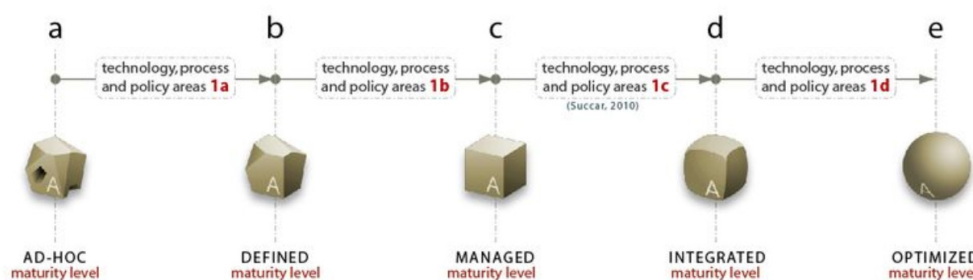 a b c d e
technology, process
and policy areas 1a
technology, process
and policy areas 1b
technology, process
and policy areas 1c
(Succar, 2010)
technology, process
and policy areas 1d
A A A A A
AD-HOC
maturity level
DEFINED
maturity level
MANAGED
maturity level
INTEGRATED
maturity level
OPTIMIZED
maturity level